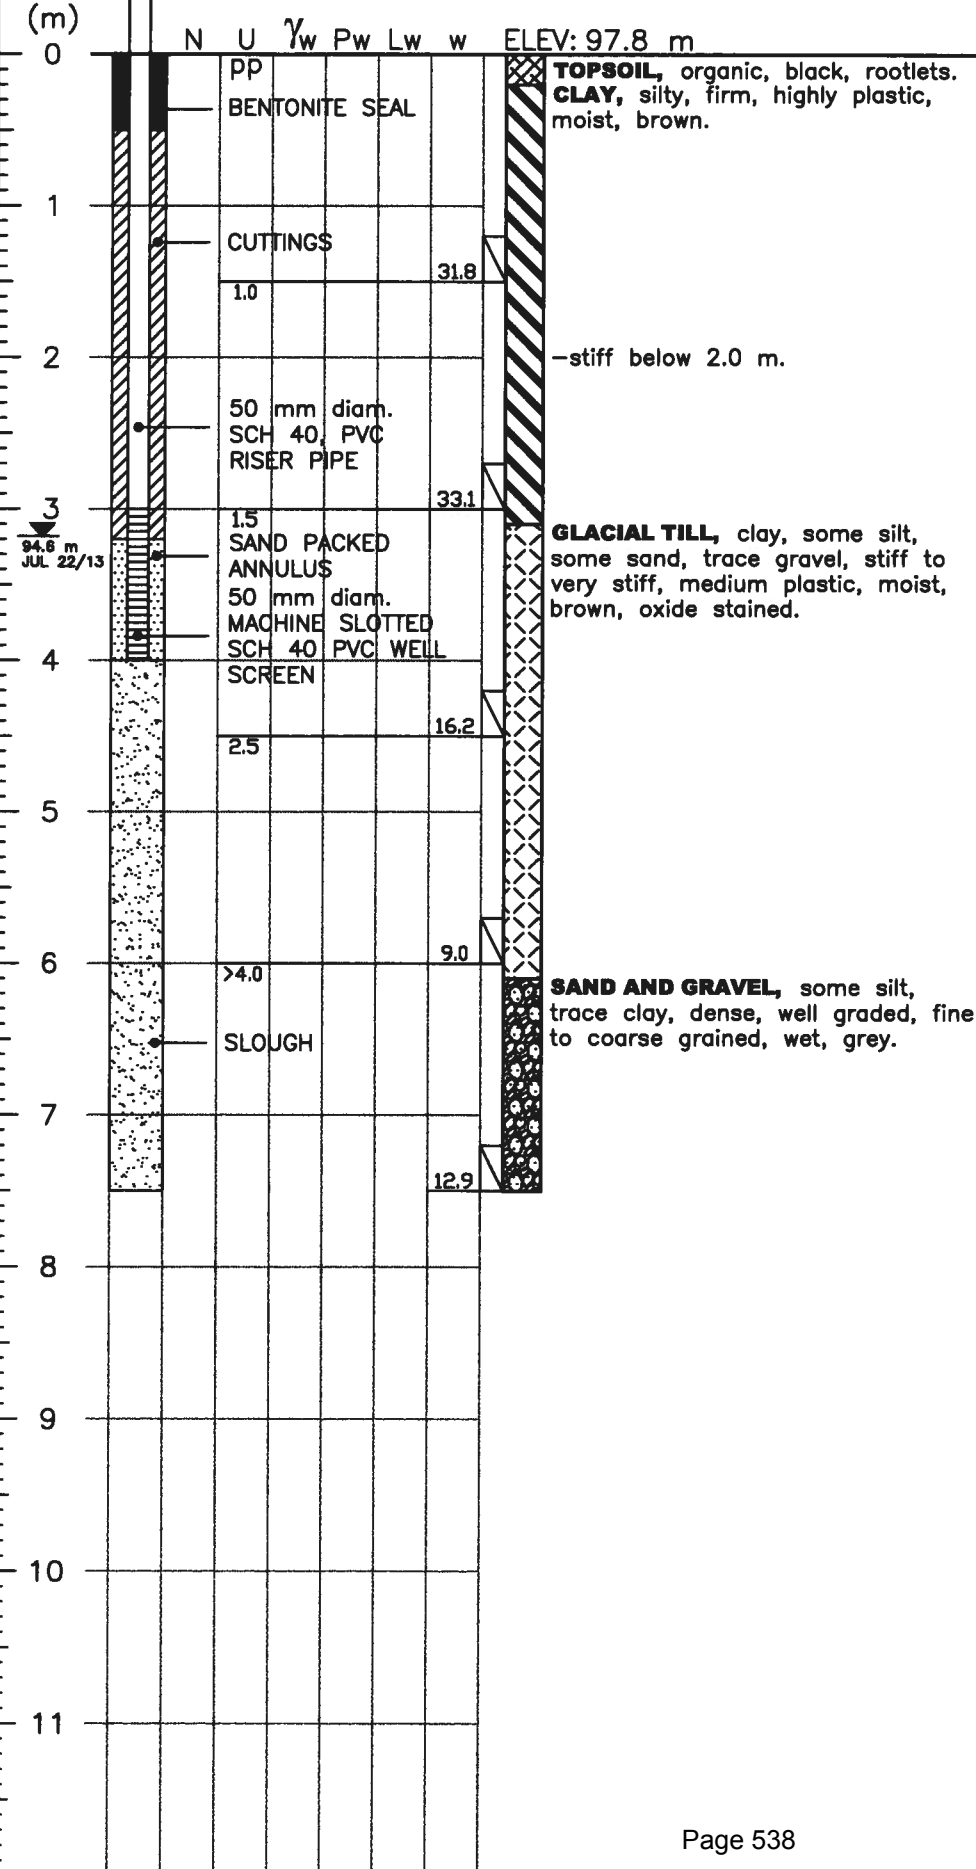 (m)
N U γw Pw Lw w ELEV: 97.8 m
0
PP
TOPSOIL, organic, black, rootlets.
BENTONITE SEAL
CLAY, silty, firm, highly plastic,
moist, brown.
1
CUTTINGS
31.8
1.0
2
-stiff below 2.0 m.
50 mm diam.
SCH 40, PVC
RISER PIPE
3
33.1
1.5
94.6 m
JUL 22/13
SAND PACKED
ANNULUS
GLACIAL TILL, clay, some silt,
some sand, trace gravel, stiff to
very stiff, medium plastic, moist,
brown, oxide stained.
50 mm diam.
MACHINE SLOTTED
SCH 40 PVC WELL
SCREEN
4
16.2
2.5
5
6
9.0
>4.0
SAND AND GRAVEL, some silt,
trace clay, dense, well graded, fine
to coarse grained, wet, grey.
SLOUGH
7
12.9
8
9
10
11
Page 538